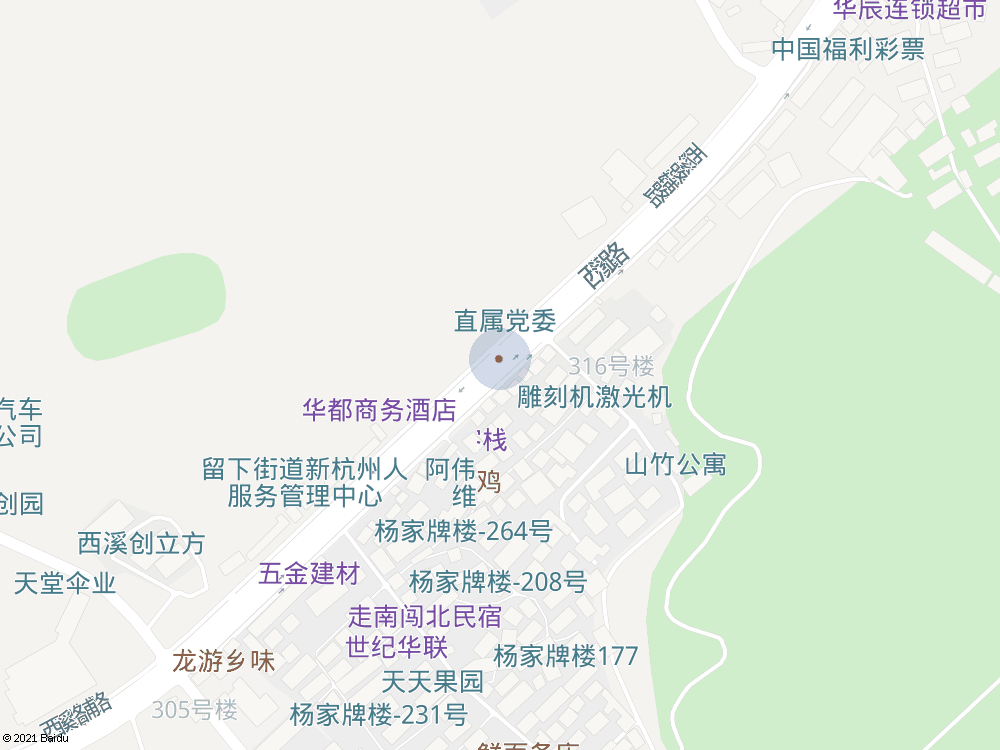 华辰连锁超市
中国福利彩票
西溪路
直属党委
316号楼
雕刻机激光机
华都商务酒店
汽车
公司
栈
山竹公寓
留下街道新杭州人
服务管理中心
阿伟
维
鸡
创园
杨家牌楼-264号
西溪创立方
天堂伞业
五金建材
杨家牌楼-208号
走南闯北民宿
世纪华联
杨家牌楼177
龙游乡味
天天果园
305号楼
杨家牌楼-231号
© 2021 Baidu